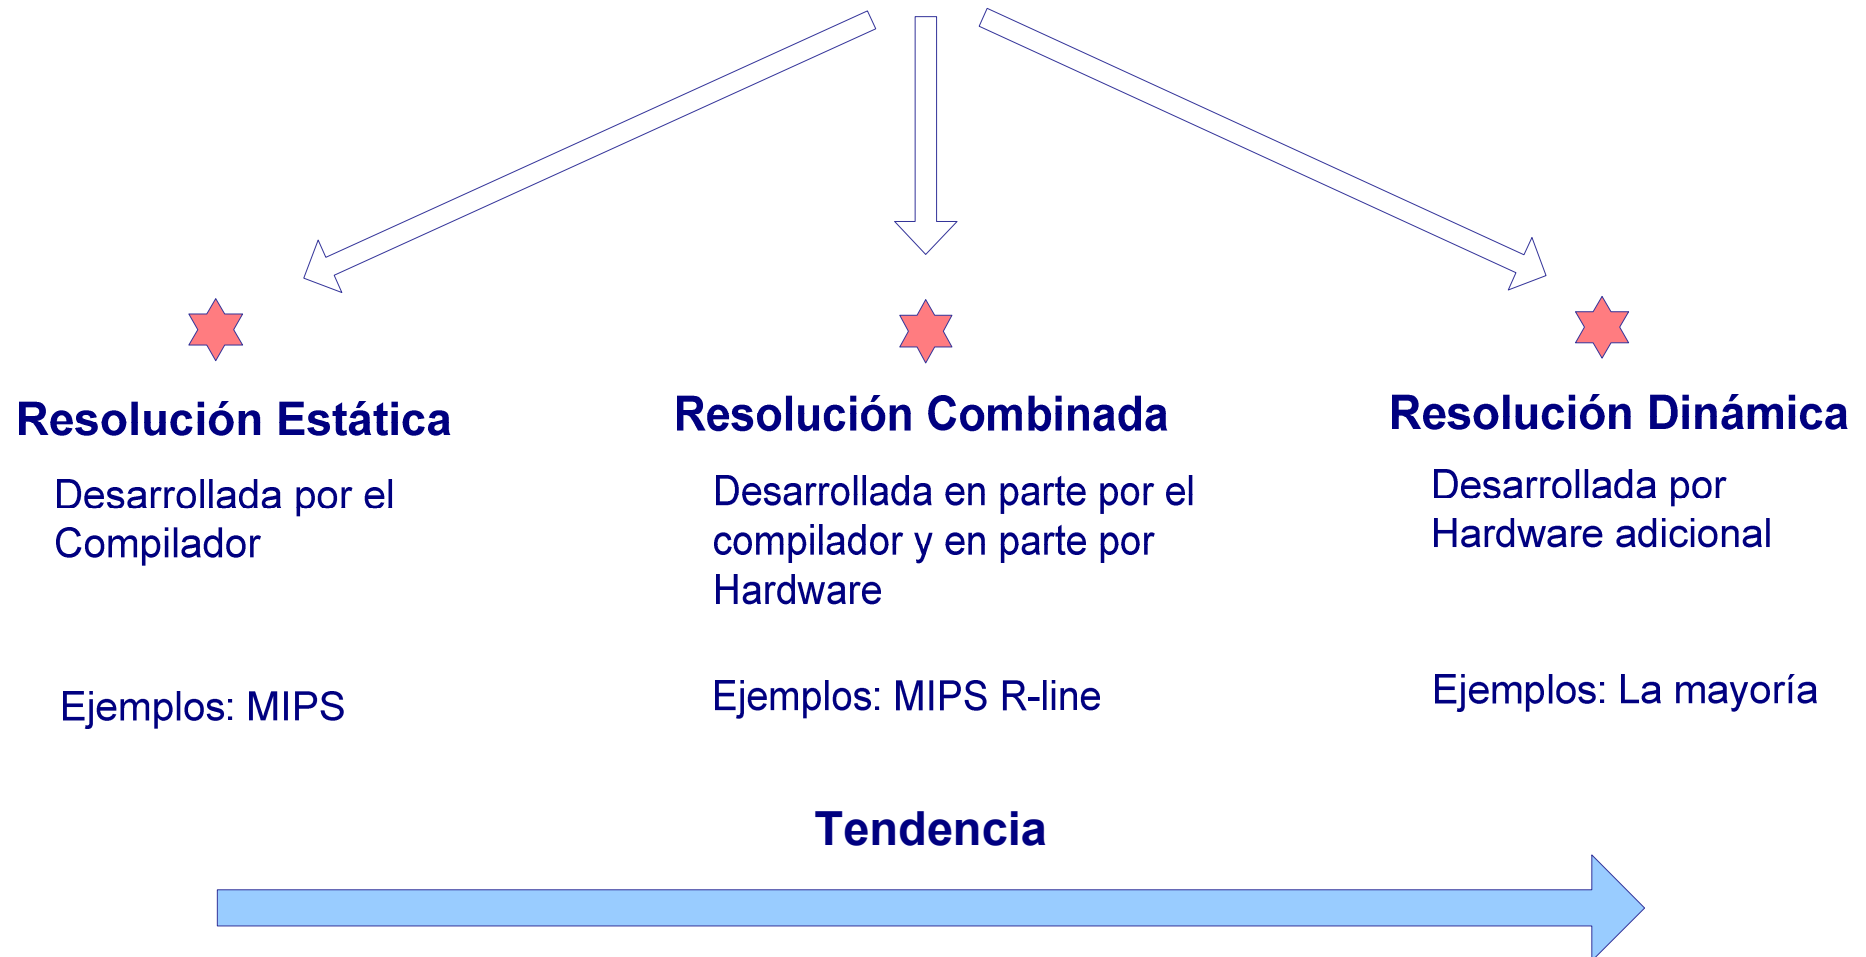 Resolución Estática
Desarrollada por el
Compilador
Ejemplos: MIPS
Resolución Combinada
Desarrollada en parte por el
compilador y en parte por
Hardware
Ejemplos: MIPS R-line
Resolución Dinámica
Desarrollada por
Hardware adicional
Ejemplos: La mayoría
Tendencia